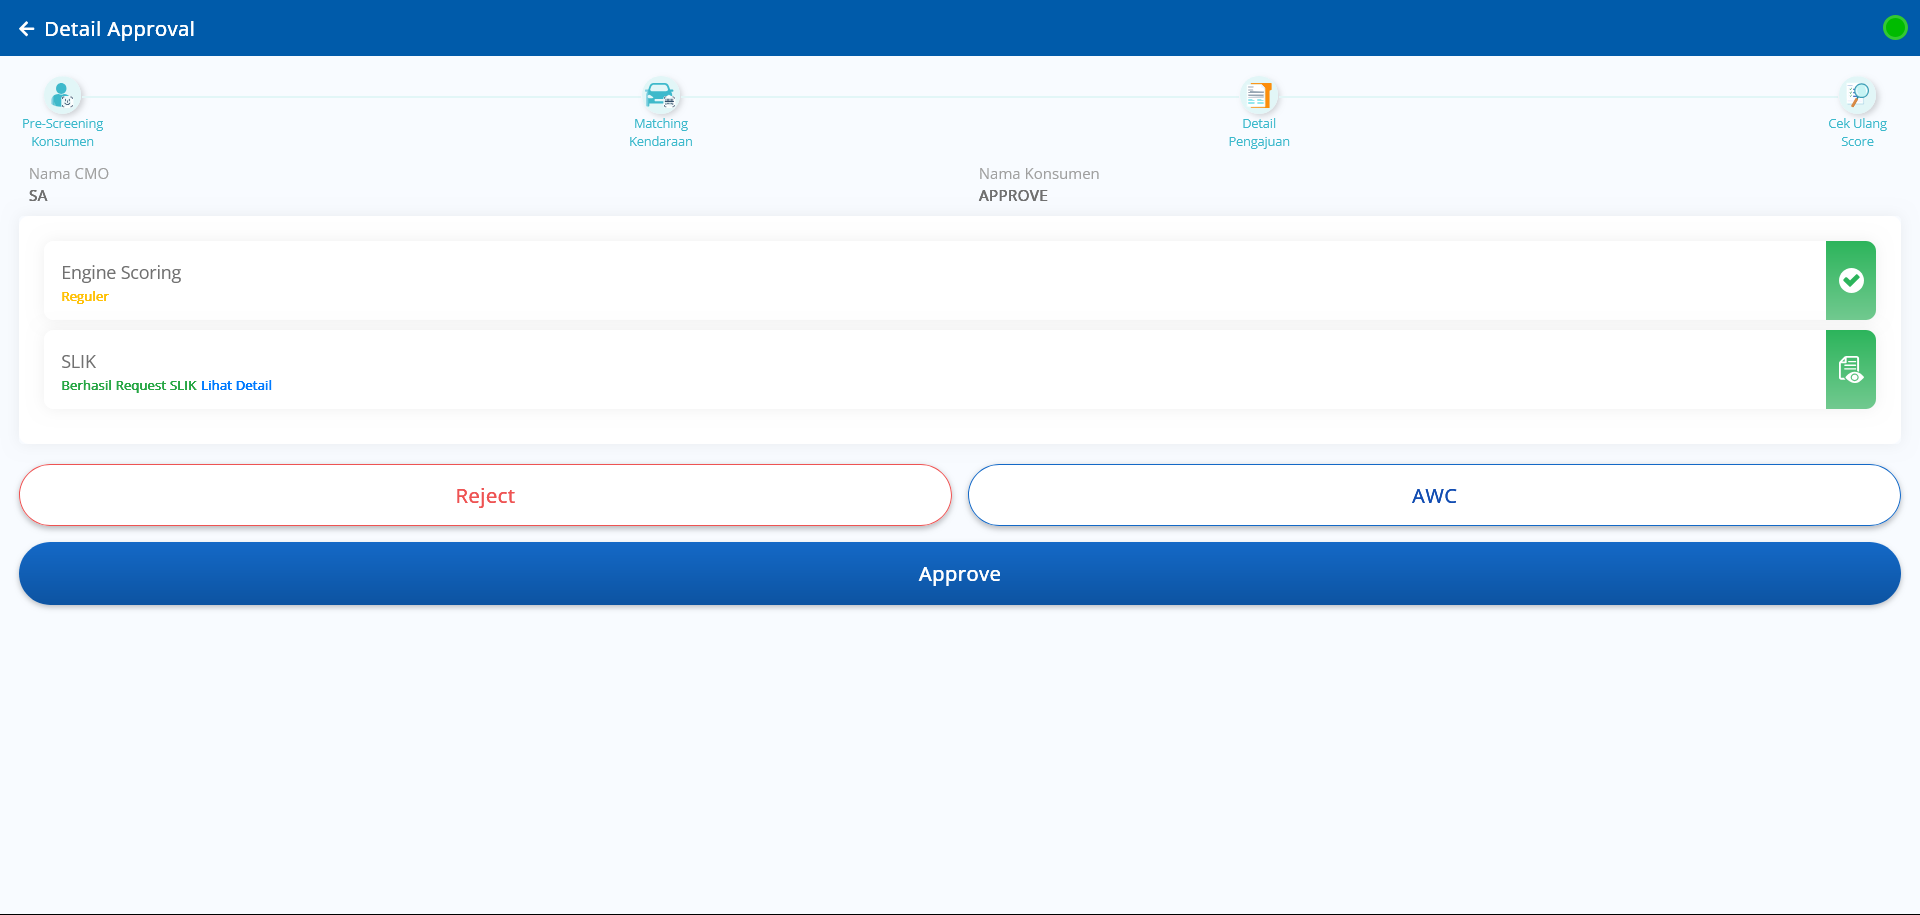 Detail Approval
Pre-Screening
Konsumen
Matching
Kendaraan
Detail
Pengajuan
Cek Ulang
Score
Nama CMO
SA
Nama Konsumen
APPROVE
Engine Scoring
Reguler
SLIK
Berhasil Request SLIK Lihat Detail
Reject
AWC
Approve